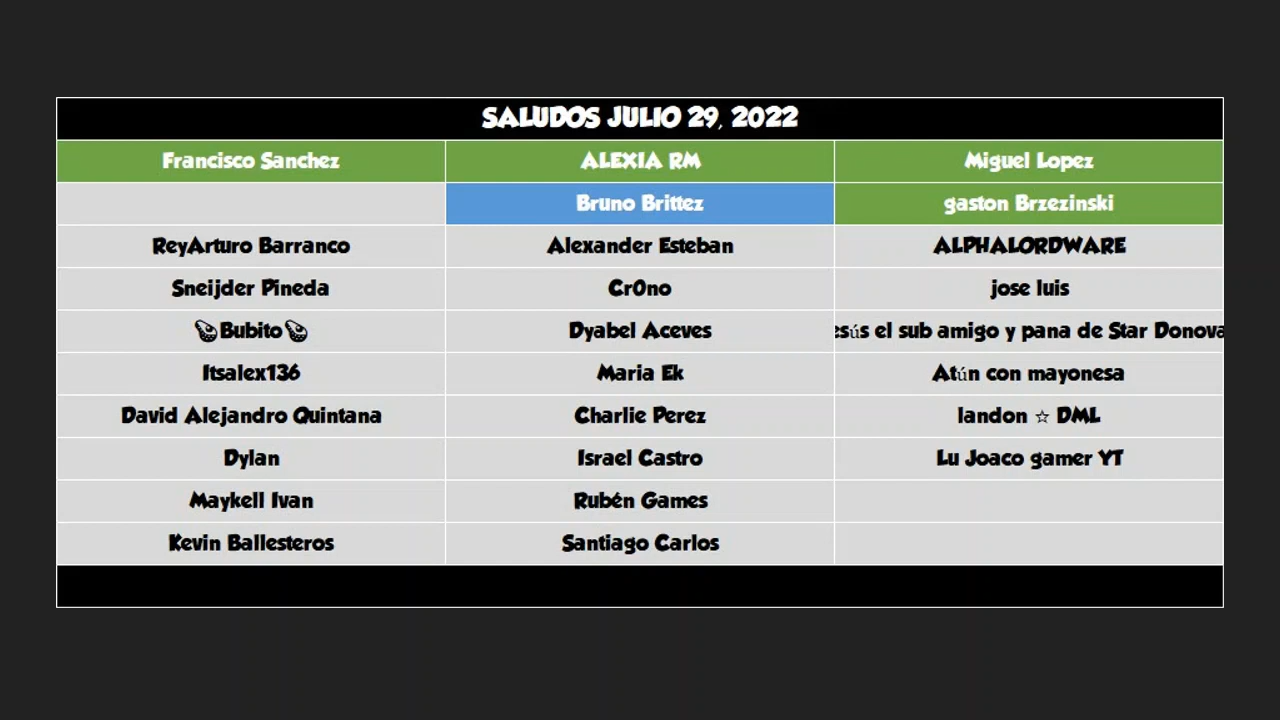 SALUDOS JULIO 29, 2022
Francisco Sanchez ALEXIA RM Miguel Lopez
Bruno Brittez gaston Brzezinski
ReyArturo Barranco Alexander Esteban ALPHALORDWARE
Sneijder Pineda Cr0no jose luis
Bubito Dyabel Aceves esús el sub amigo y pana de Star Donova
Itsalex136 Maria Ek Atún con mayonesa
David Alejandro Quintana Charlie Perez landon ☆ DML
Dylan Israel Castro Lu Joaco gamer YT
Maykell Ivan Rubén Games
Kevin Ballesteros Santiago Carlos